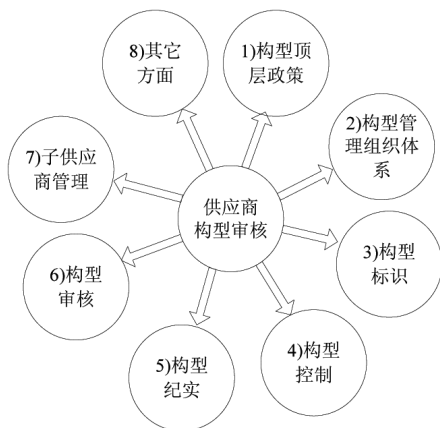 供应商
构型审核
1)构型顶
层政策
2)构型管
理组织体
系
3)构型
标识
4)构型
控制
5)构型
纪实
6)构型
审核
7)子供应
商管理
8)其它
方面